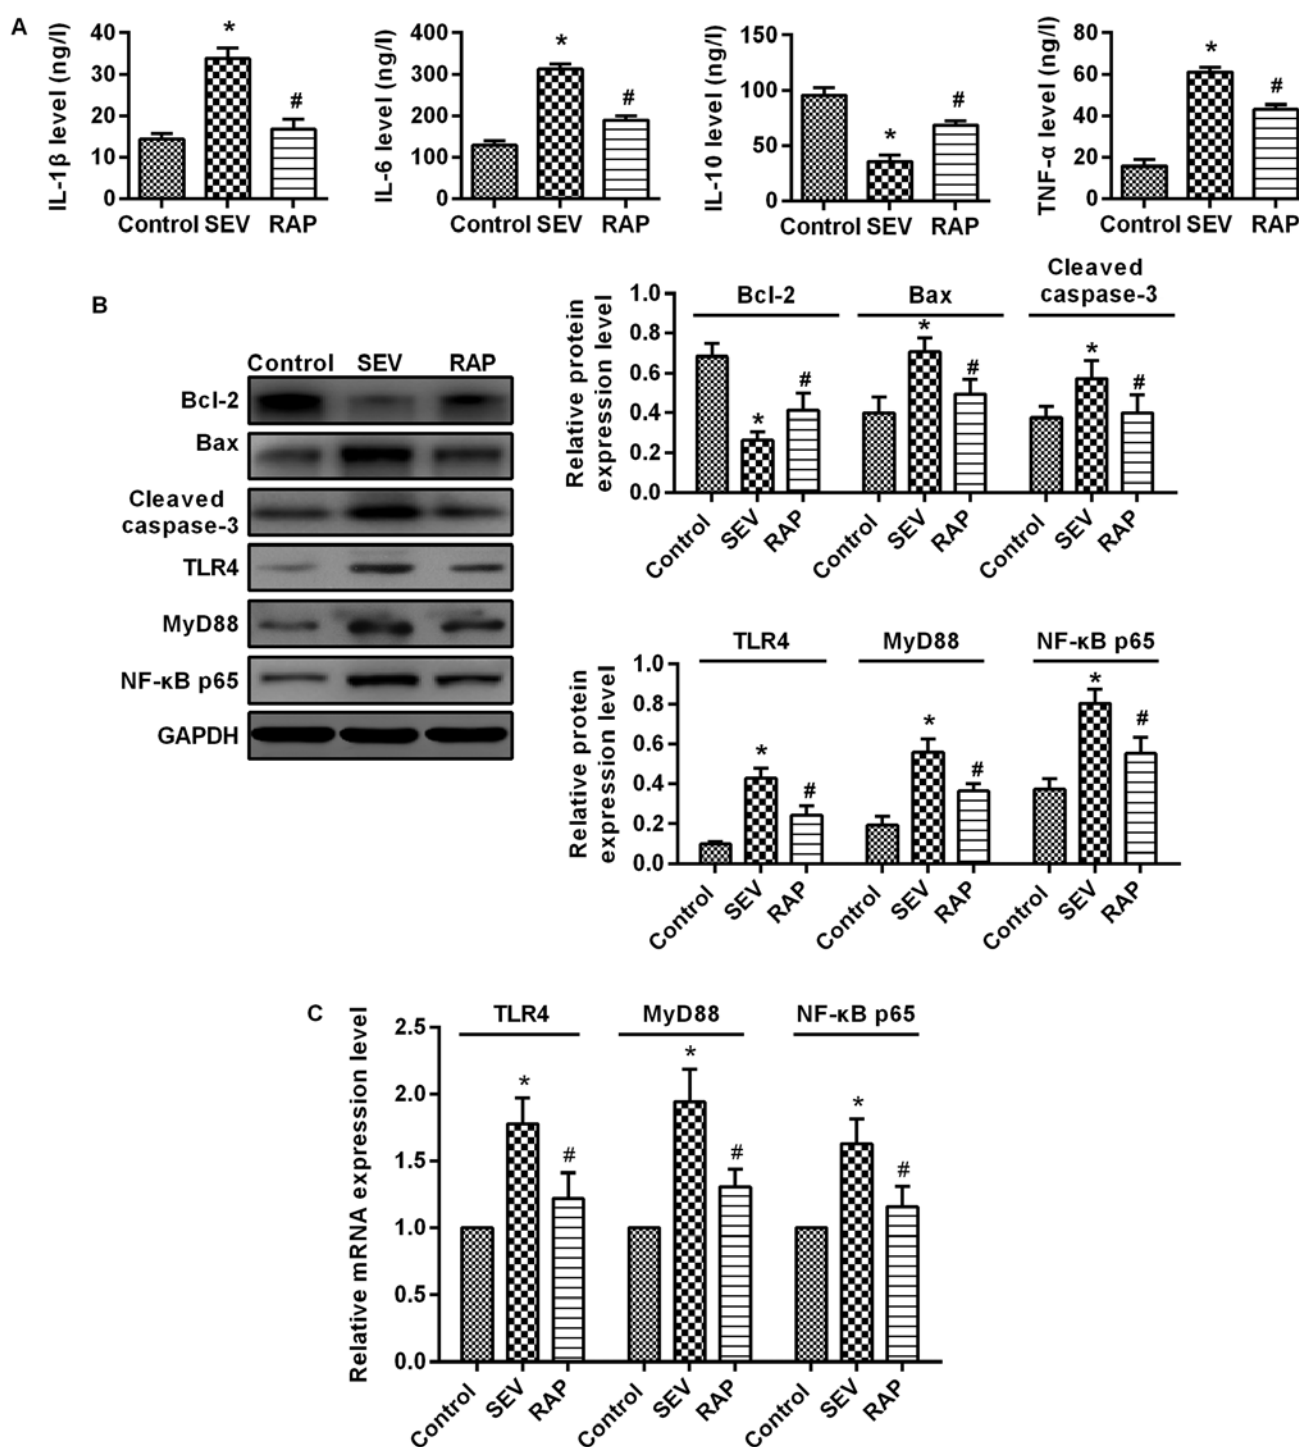 A
IL-1β level (ng/l)
40
30
20
10
0
*
#
Control SEV RAP
IL-6 level (ng/l)
400
300
200
100
0
*
#
Control SEV RAP
IL-10 level (ng/l)
150
100
50
0
*
#
Control SEV RAP
TNF-α level (ng/l)
80
60
40
20
0
*
#
Control SEV RAP
B
Control SEV RAP
Bcl-2
Bax
Cleaved
caspase-3
TLR4
MyD88
NF-κB p65
GAPDH
Relative protein
expression level
1.0
0.8
0.6
0.4
0.2
0.0
Bcl-2
Bax
Cleaved
caspase-3
*
#
*
#
*
#
Control
SEV
RAP
Control
SEV
RAP
Control
SEV
RAP
Relative protein
expression level
1.0
0.8
0.6
0.4
0.2
0.0
TLR4
MyD88
NF-κB p65
*
#
*
#
*
#
Control
SEV
RAP
Control
SEV
RAP
Control
SEV
RAP
C
Relative mRNA expression level
2.5
2.0
1.5
1.0
0.5
0.0
TLR4
MyD88
NF-κB p65
*
#
*
#
*
#
Control
SEV
RAP
Control
SEV
RAP
Control
SEV
RAP